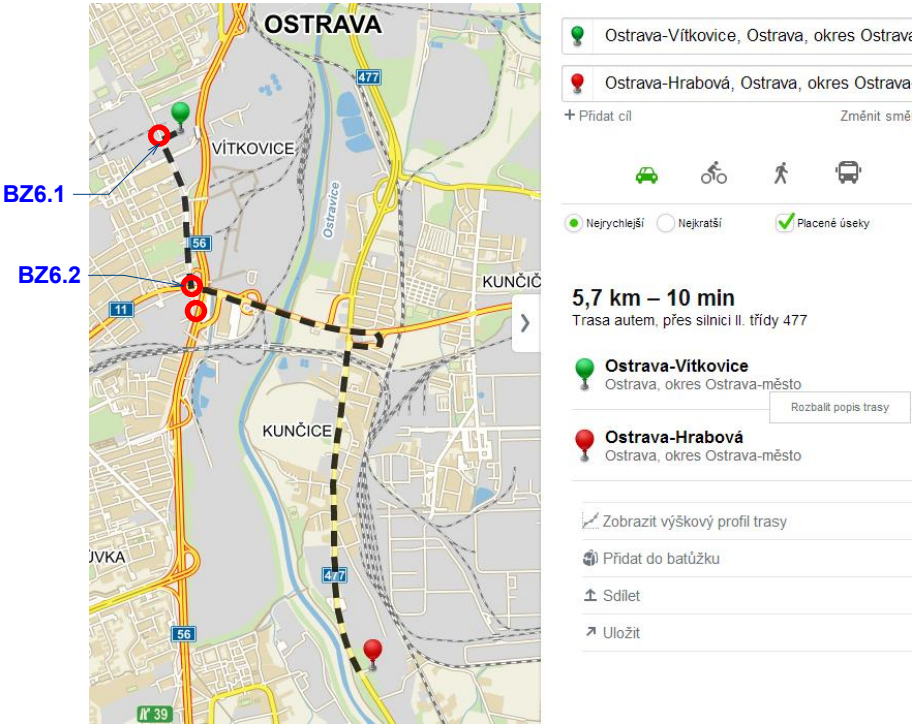 OSTRAVA
477
VÍTKOVICE
BZ6.1
Ostravice
56
BZ6.2
KUNČIČ
11
KUNČICE
ÚVKA
477
56
39
Ostrava-Vítkovice, Ostrava, okres Ostrava
Ostrava-Hrabová, Ostrava, okres Ostrava-
+ Přidat cíl
Změnit smě
Nejrychlejší Nejkratší Placené úseky
5,7 km – 10 min
Trasa autem, přes silnici II. třídy 477
Ostrava-Vítkovice
Ostrava, okres Ostrava-město
Rozbalit popis trasy
Ostrava-Hrabová
Ostrava, okres Ostrava-město
Zobrazit výškový profil trasy
Přidat do batůžku
Sdílet
Uložit